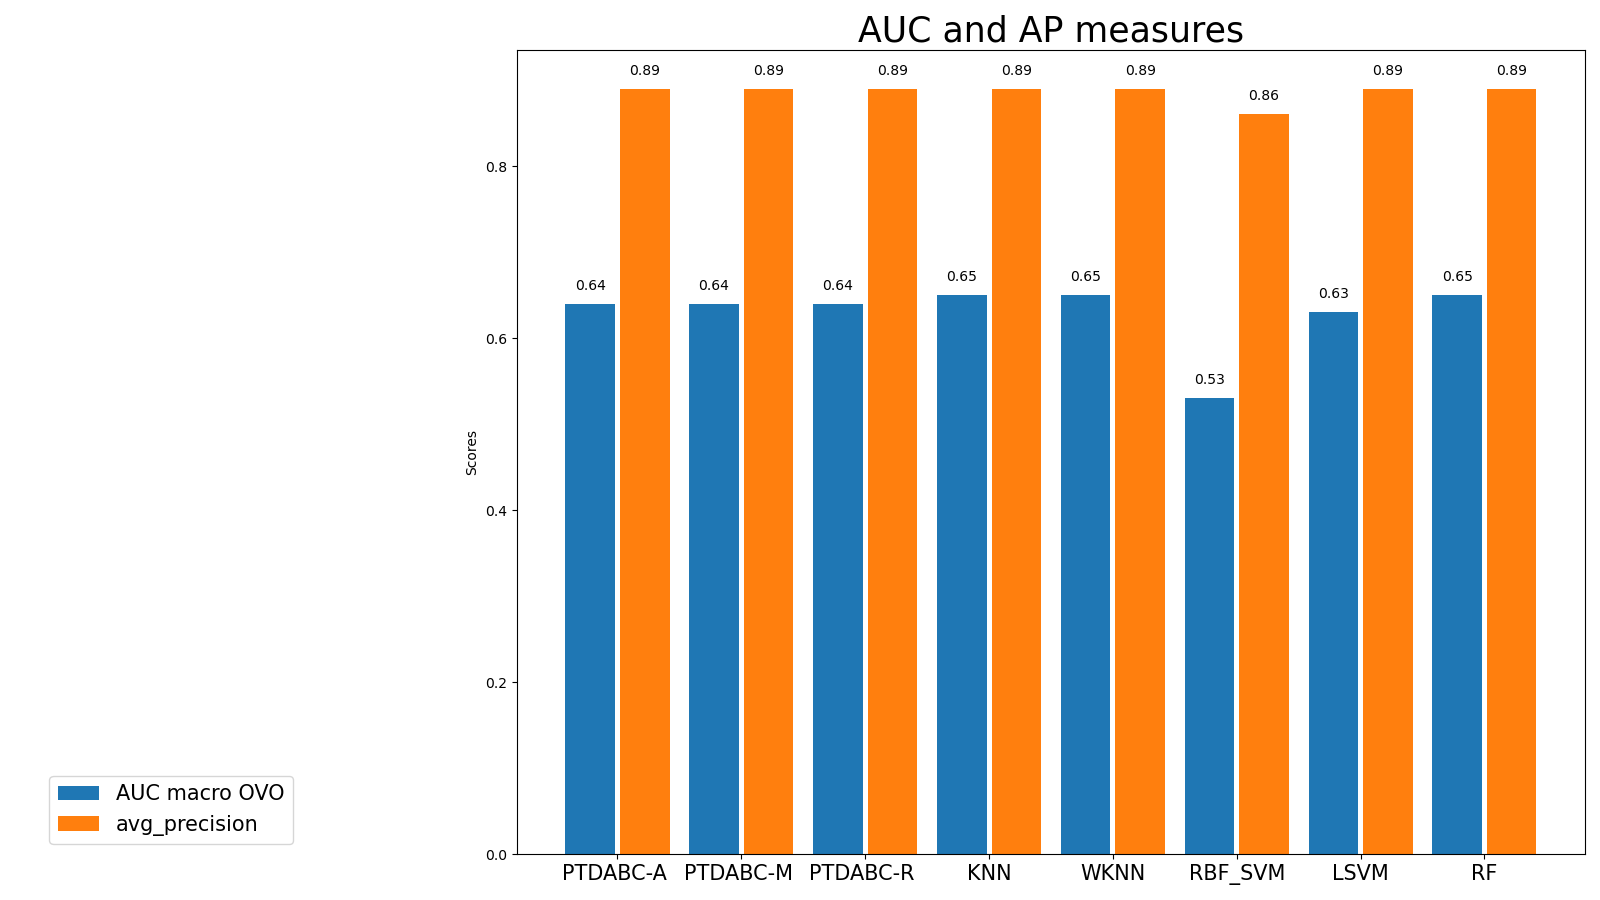 AUC and AP measures
0.89 0.89 0.89 0.89 0.89 0.86 0.89 0.89
0.64 0.64 0.64 0.65 0.65 0.53 0.63 0.65
0.8
0.6
0.4
0.2
0.0
Scores
PTDABC-A PTDABC-M PTDABC-R KNN WKNN RBF_SVM LSVM RF
AUC macro OVO
avg_precision